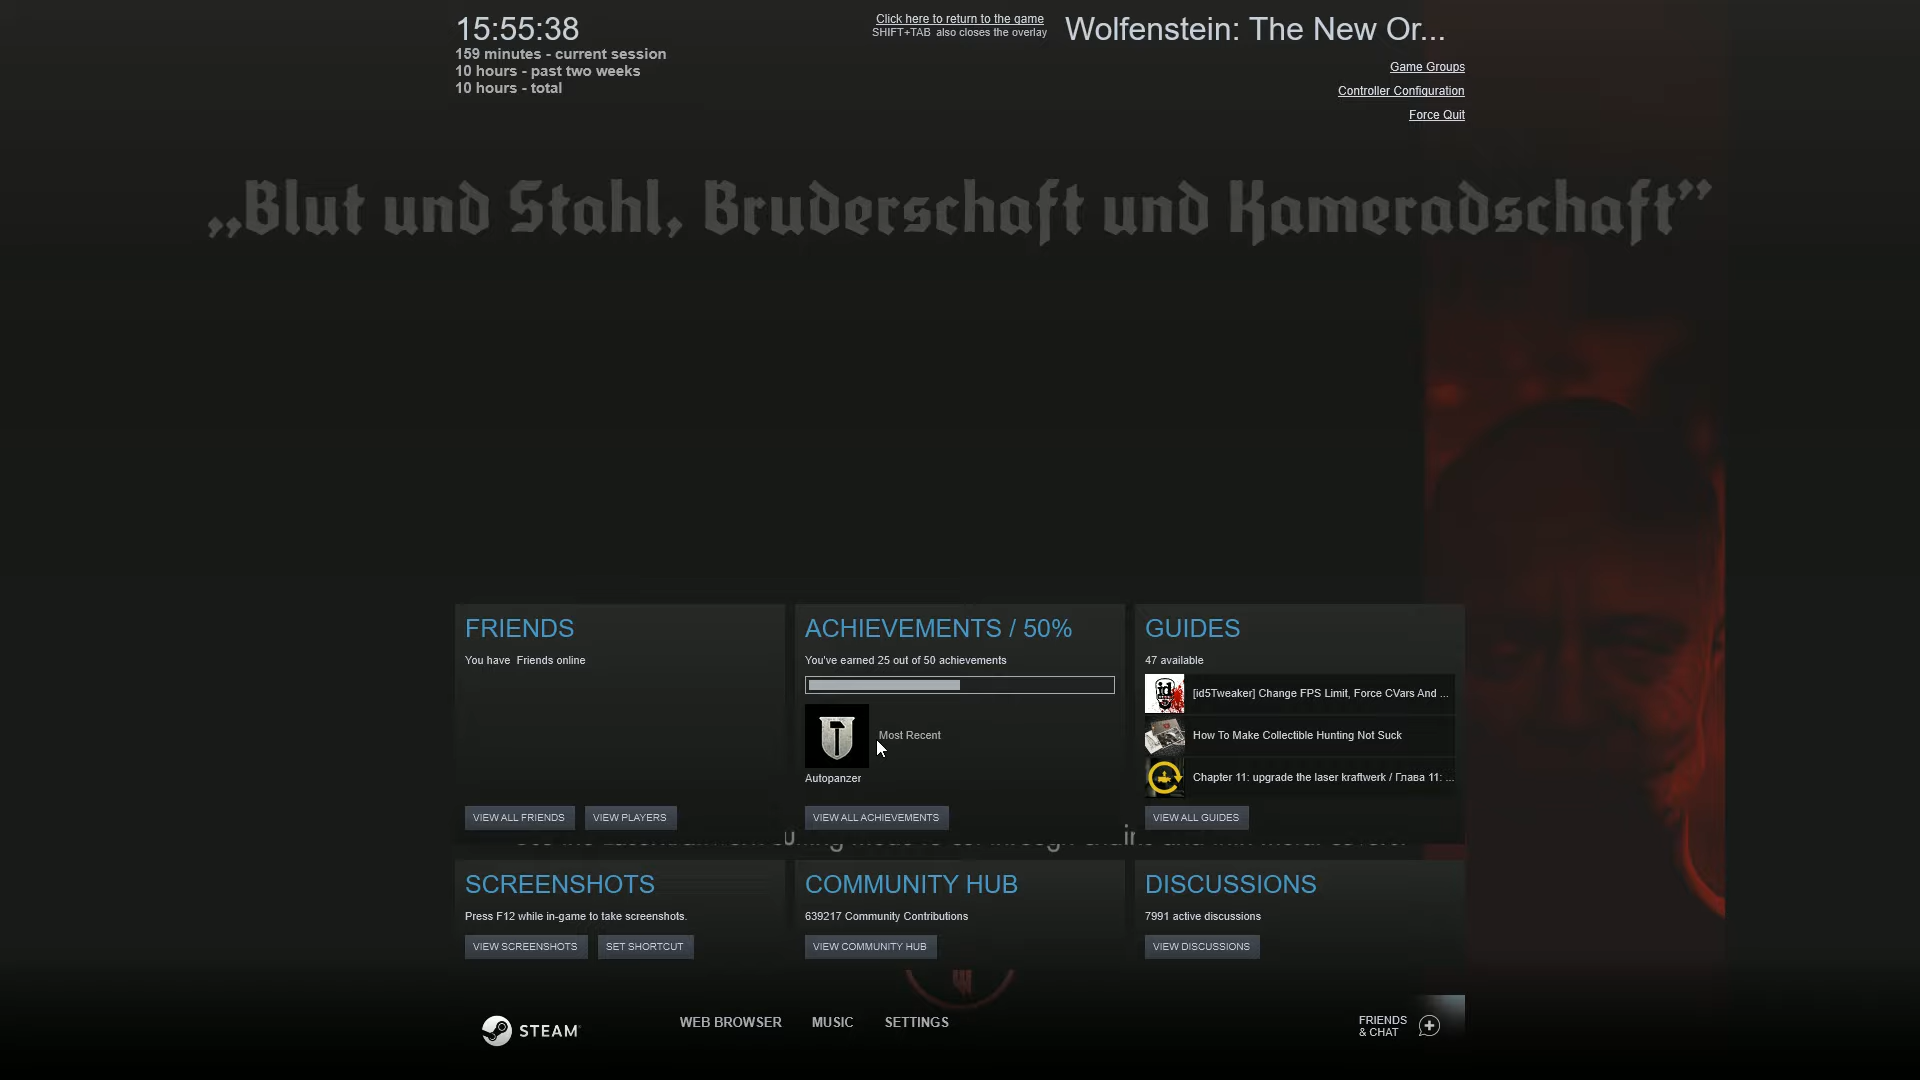 15:55:38
159 minutes - current session
10 hours - past two weeks
10 hours - total
Click here to return to the game
SHIFT+TAB also closes the overlay
Wolfenstein: The New Or...
Game Groups
Controller Configuration
Force Quit
„Blut und Stahl, Bruderschaft und Kameradschaft”
FRIENDS
You have Friends online
VIEW ALL FRIENDS
VIEW PLAYERS
ACHIEVEMENTS / 50%
You've earned 25 out of 50 achievements
Most Recent
Autopanzer
VIEW ALL ACHIEVEMENTS
GUIDES
47 available
[id5Tweaker] Change FPS Limit, Force CVars And ...
How To Make Collectible Hunting Not Suck
Chapter 11: upgrade the laser kraftwerk / Глава 11: ...
VIEW ALL GUIDES
SCREENSHOTS
Press F12 while in-game to take screenshots.
VIEW SCREENSHOTS
SET SHORTCUT
COMMUNITY HUB
639217 Community Contributions
VIEW COMMUNITY HUB
DISCUSSIONS
7991 active discussions
VIEW DISCUSSIONS
STEAM
WEB BROWSER
MUSIC
SETTINGS
FRIENDS
& CHAT